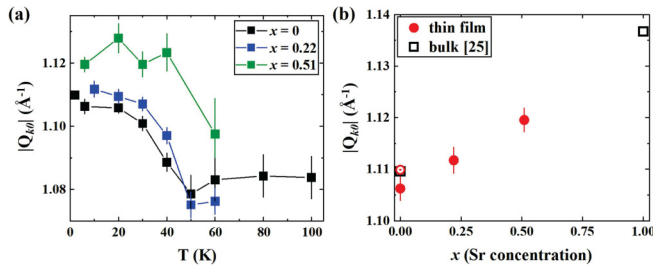 (a)
x = 0
x = 0.22
x = 0.51
1.12
1.10
1.08
|Qk0| (Å-1)
0 20 40 60 80 100
T (K)
(b)
thin film
bulk [25]
1.14
1.13
1.12
1.11
1.10
|Qk0| (Å-1)
0.00 0.25 0.50 0.75 1.00
x (Sr concentration)